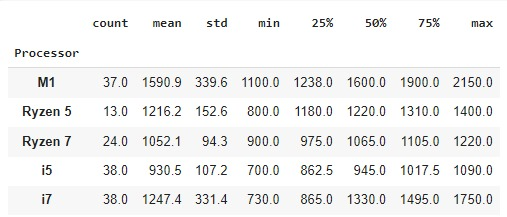 count mean std min 25% 50% 75% max
Processor
M1 37.0 1590.9 339.6 1100.0 1238.0 1600.0 1900.0 2150.0
Ryzen 5 13.0 1216.2 152.6 800.0 1180.0 1220.0 1310.0 1400.0
Ryzen 7 24.0 1052.1 94.3 900.0 975.0 1065.0 1105.0 1220.0
i5 38.0 930.5 107.2 700.0 862.5 945.0 1017.5 1090.0
i7 38.0 1247.4 331.4 730.0 865.0 1330.0 1495.0 1750.0